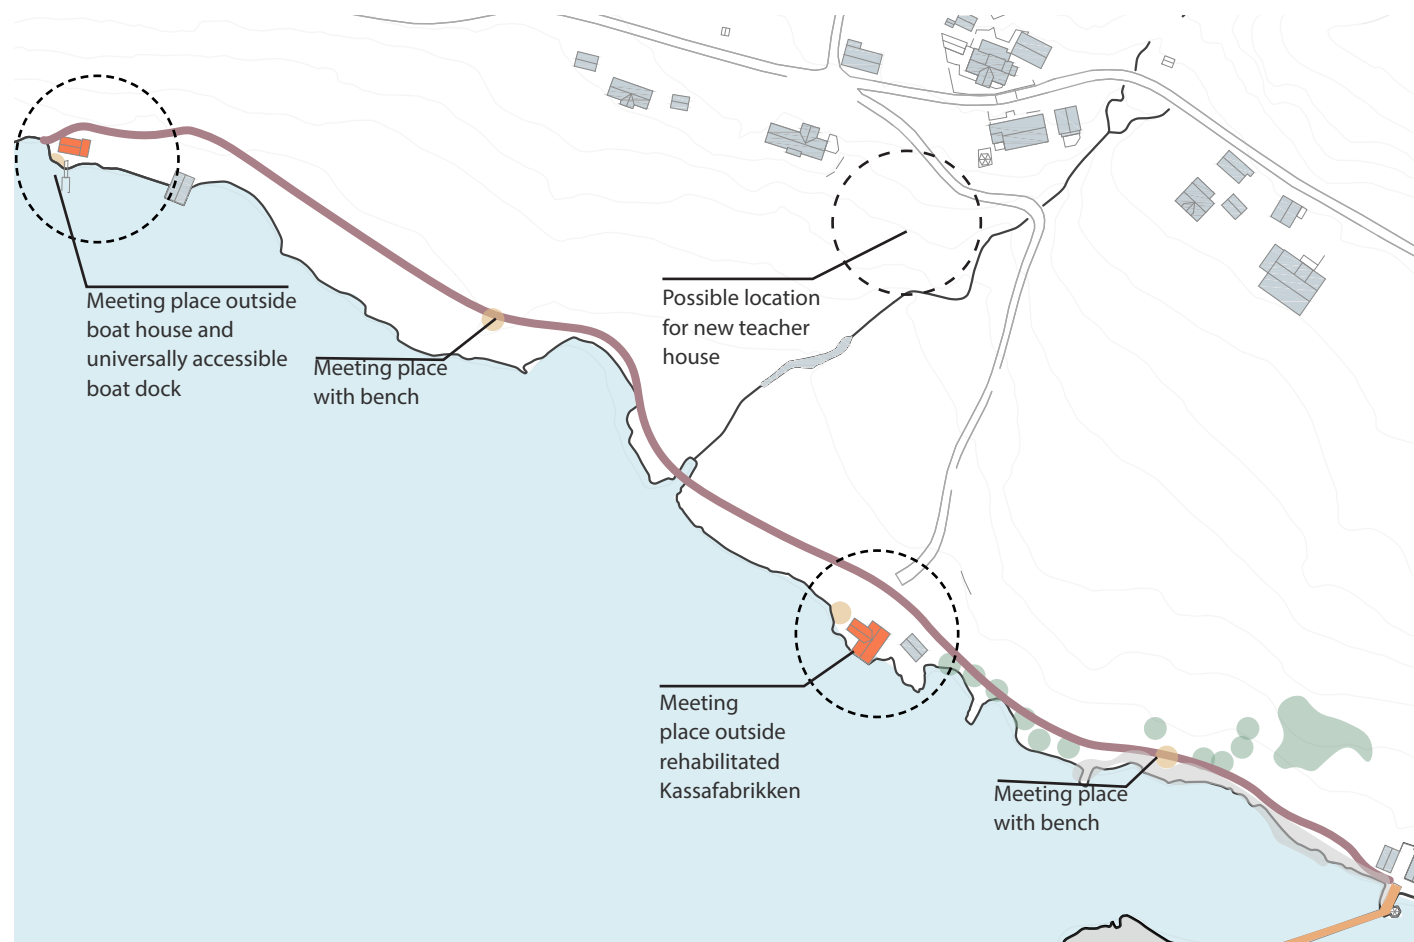 Meeting place outside
boat house and
universally accessible
boat dock
Meeting place
with bench
Possible location
for new teacher
house
Meeting
place outside
rehabilitated
Kassafabrikken
Meeting place
with bench